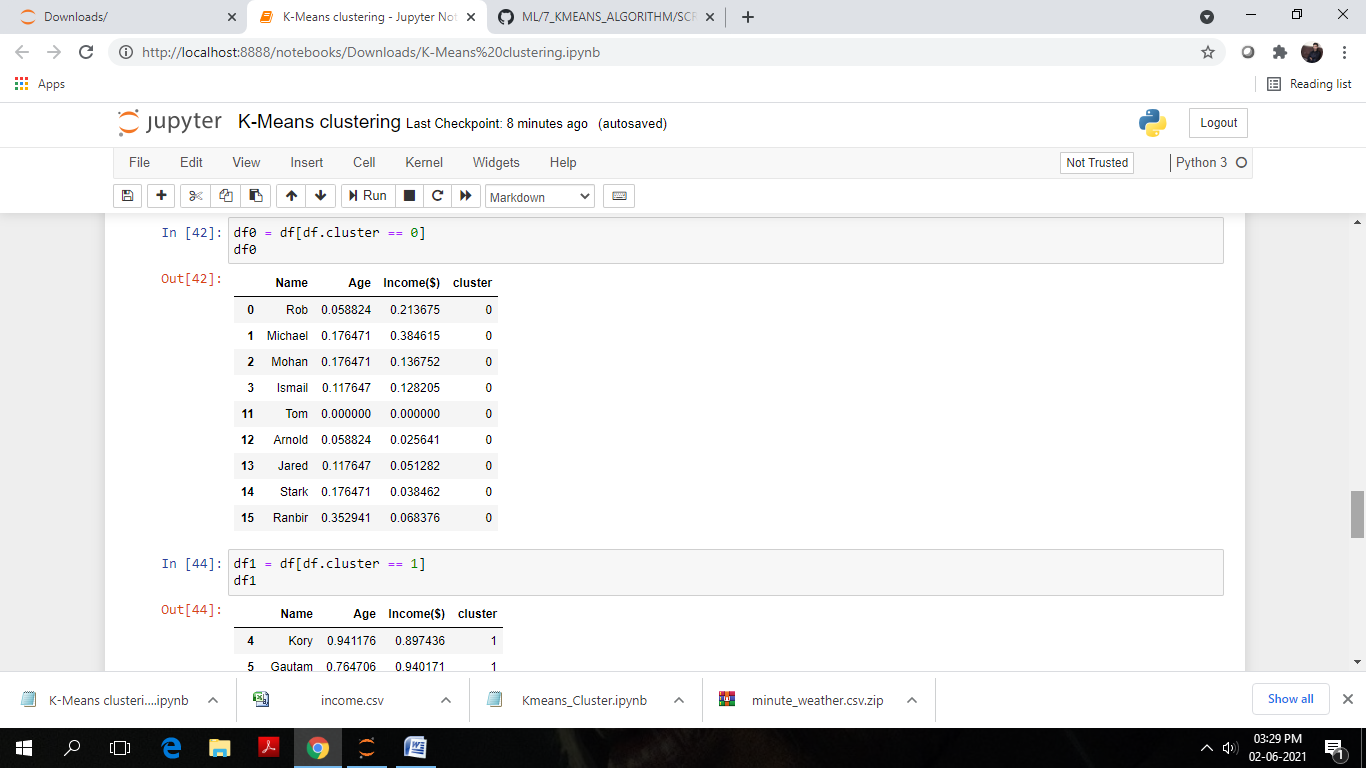 Downloads/
K-Means clustering - Jupyter Not
ML/7_KMEANS_ALGORITHM/SCR
http://localhost:8888/notebooks/Downloads/K-Means%20clustering.ipynb
Apps
Reading list
jupyter K-Means clustering Last Checkpoint: 8 minutes ago (autosaved)
Logout
File Edit View Insert Cell Kernel Widgets Help
Not Trusted
Python 3
Run
Markdown
In [42]: df0 = df[df.cluster == 0]
df0
Out[42]:
Name Age Income($) cluster
0 Rob 0.058824 0.213675 0
1 Michael 0.176471 0.384615 0
2 Mohan 0.176471 0.136752 0
3 Ismail 0.117647 0.128205 0
11 Tom 0.000000 0.000000 0
12 Arnold 0.058824 0.025641 0
13 Jared 0.117647 0.051282 0
14 Stark 0.176471 0.038462 0
15 Ranbir 0.352941 0.068376 0
In [44]: df1 = df[df.cluster == 1]
df1
Out[44]:
Name Age Income($) cluster
4 Kory 0.941176 0.897436 1
5 Gautam 0.764706 0.940171 1
K-Means clusteri....ipynb
income.csv
Kmeans_Cluster.ipynb
minute_weather.csv.zip
Show all
03:29 PM
02-06-2021
1